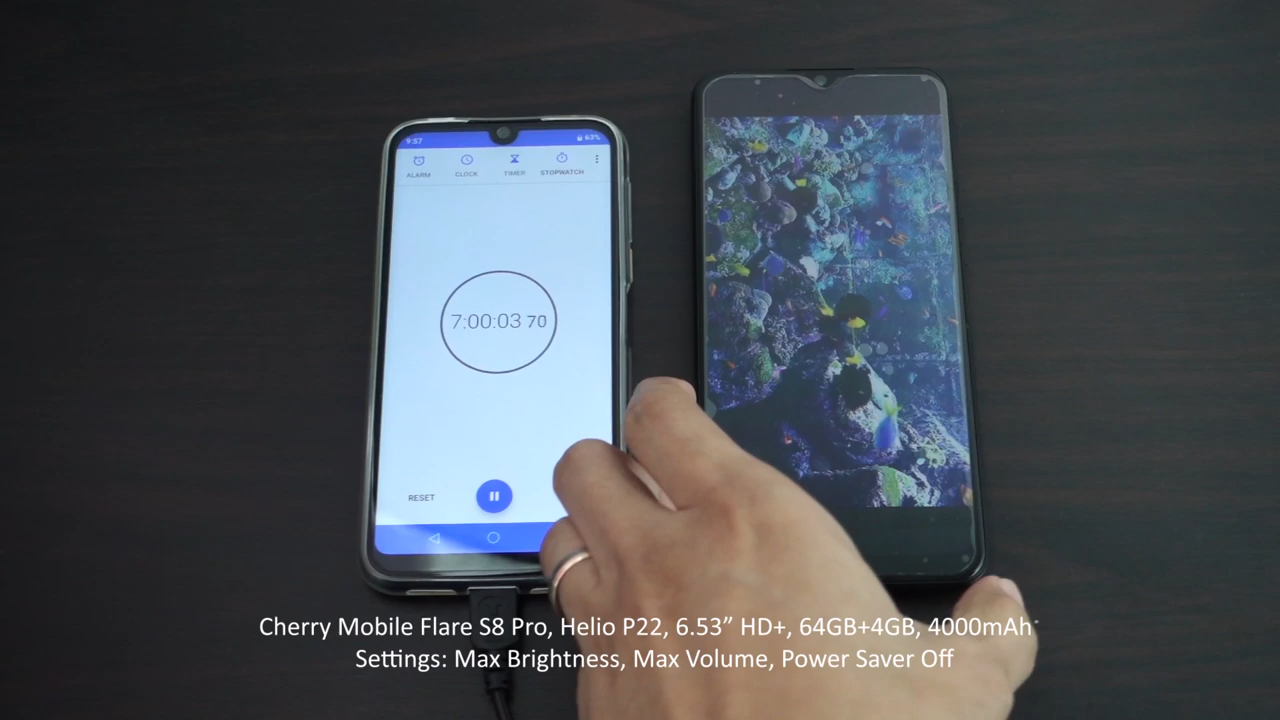 9:57 63%
ALARM CLOCK TIMER STOPWATCH
7:00:03 70
RESET
Cherry Mobile Flare S8 Pro, Helio P22, 6.53” HD+, 64GB+4GB, 4000mAh
Settings: Max Brightness, Max Volume, Power Saver Off